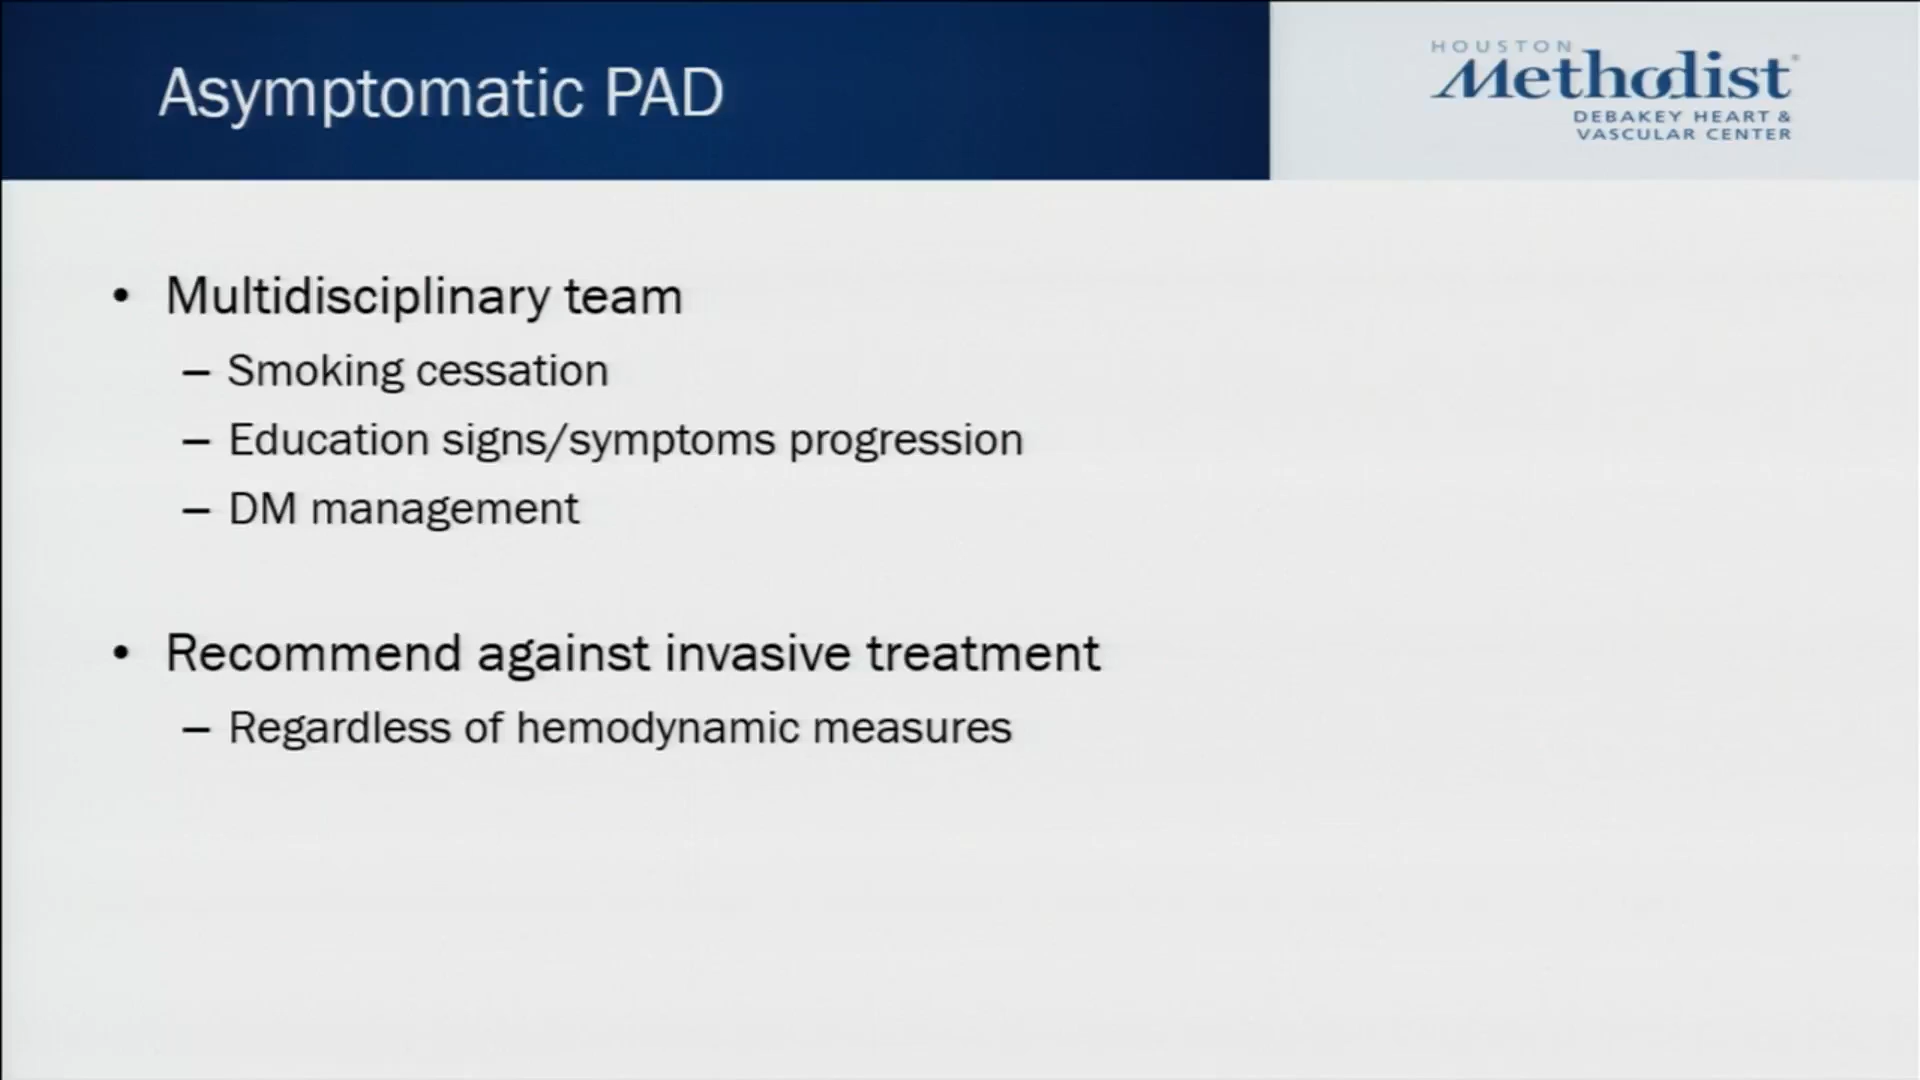 Asymptomatic PAD
HOUSTON
Methodist
DEBAKEY HEART &
VASCULAR CENTER
• Multidisciplinary team
– Smoking cessation
– Education signs/symptoms progression
– DM management
• Recommend against invasive treatment
– Regardless of hemodynamic measures